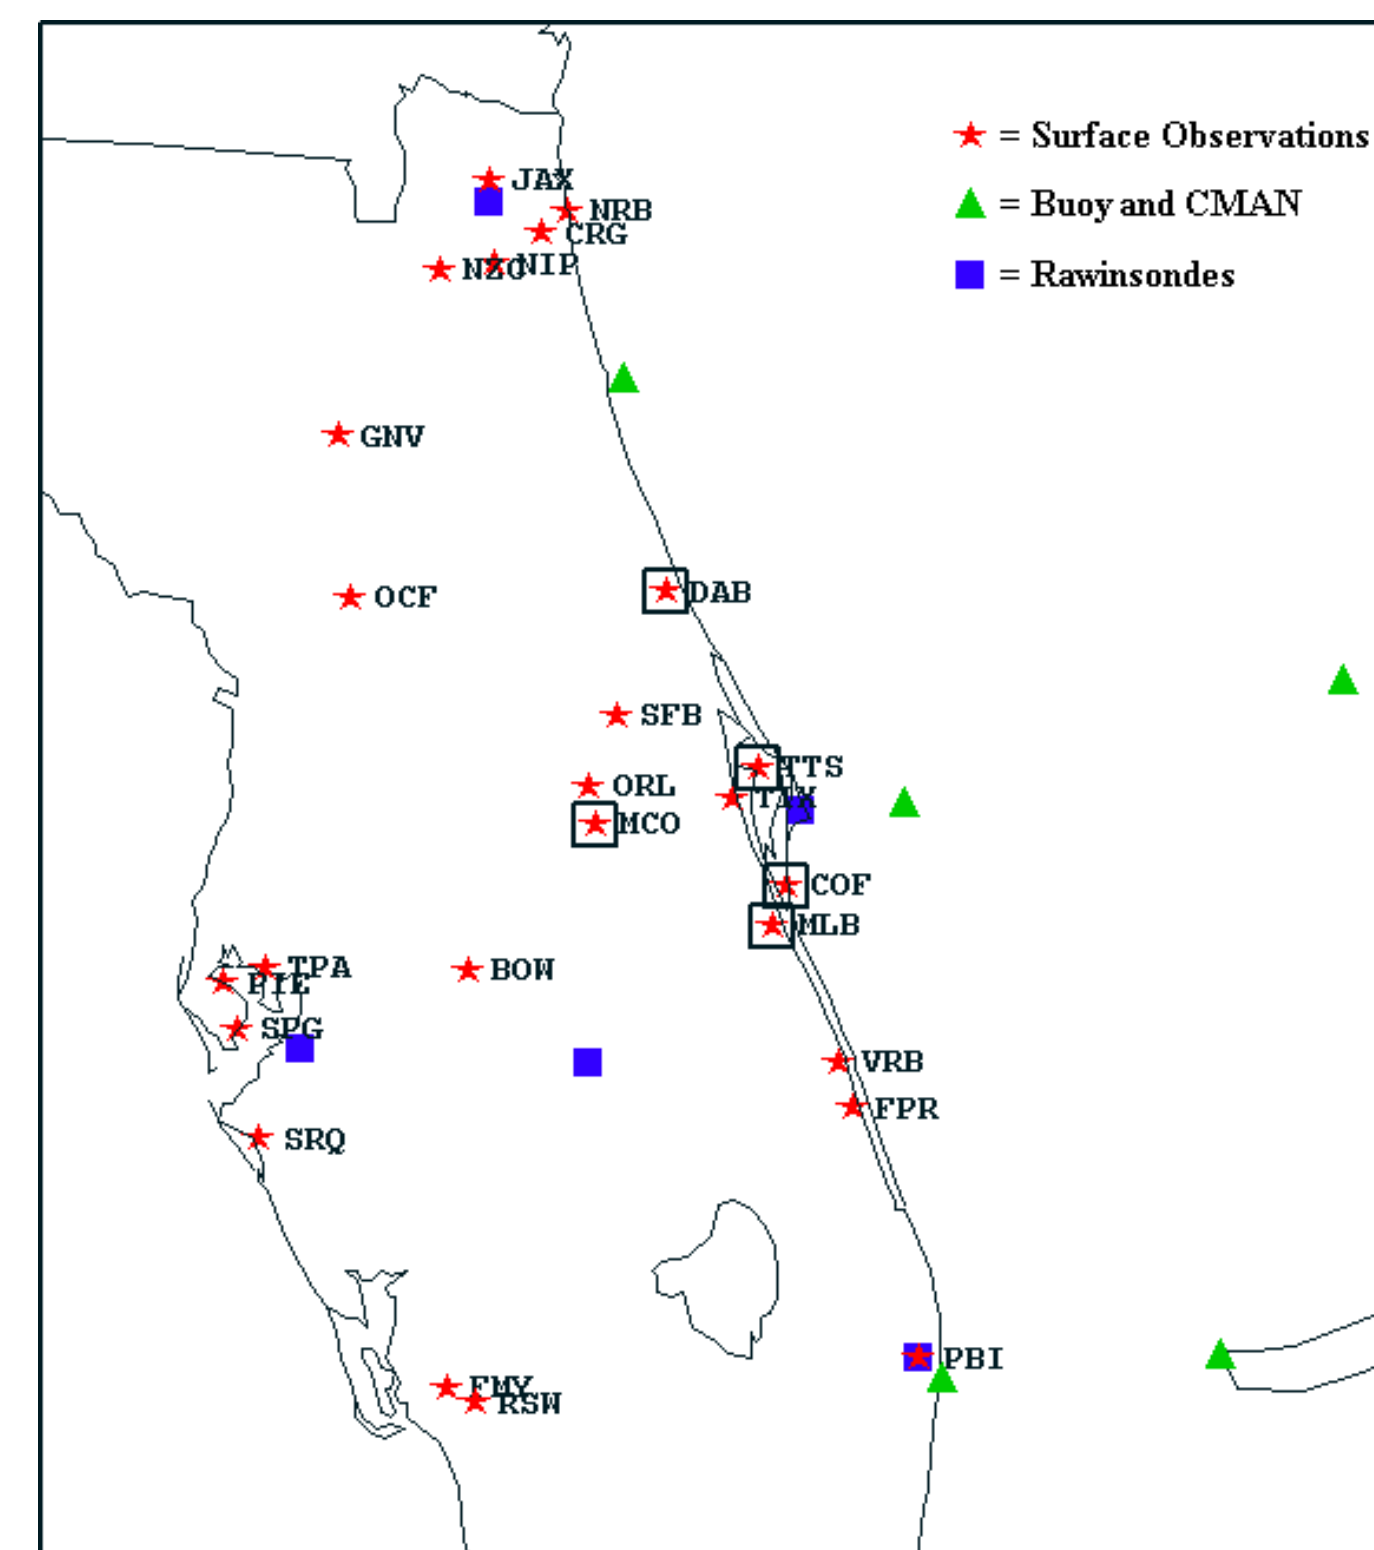 = Surface Observations
JAX
= Buoy and CMAN
NRB
CRG
NZC
NIP
= Rawinsondes
GNV
OCF
DAB
SFB
TTS
ORL
TIX
MCO
COF
MLB
TPA
BOW
PIE
SPG
VRB
FPR
SRQ
PBI
FMY
RSW